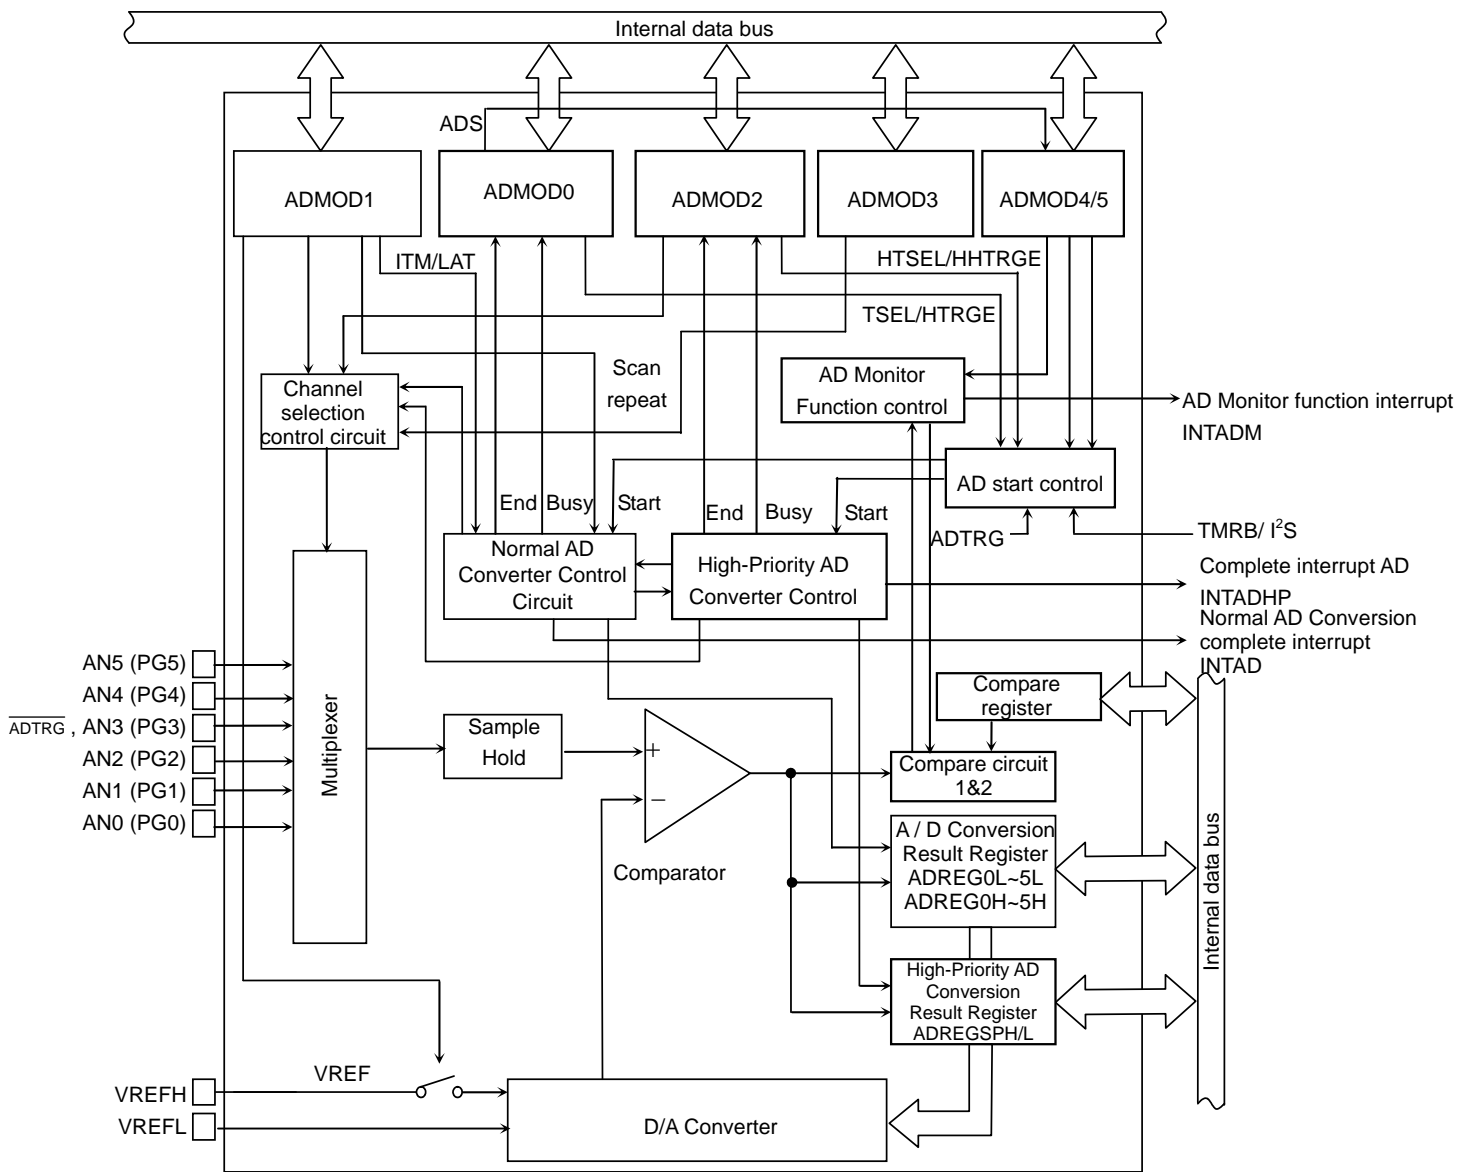 Internal data bus
ADS
ADMOD1
ADMOD0
ADMOD2
ADMOD3
ADMOD4/5
ITM/LAT
HTSEL/HHTRGE
TSEL/HTRGE
Scan
repeat
Channel
selection
control circuit
AD Monitor
Function control
AD Monitor function interrupt
INTADM
AD start control
End
Busy
Start
End
Busy
Start
ADTRG
TMRB/ I²S
Normal AD
Converter Control
Circuit
High-Priority AD
Converter Control
Complete interrupt AD
INTADHP
Normal AD Conversion
complete interrupt
INTAD
AN5 (PG5)
AN4 (PG4)
ADTRG , AN3 (PG3)
AN2 (PG2)
AN1 (PG1)
AN0 (PG0)
Multiplexer
Sample
Hold
+
−
Comparator
Compare
register
Compare circuit
1&2
A / D Conversion
Result Register
ADREG0L~5L
ADREG0H~5H
High-Priority AD
Conversion
Result Register
ADREGSPH/L
Internal data bus
VREFH
VREF
VREFL
D/A Converter